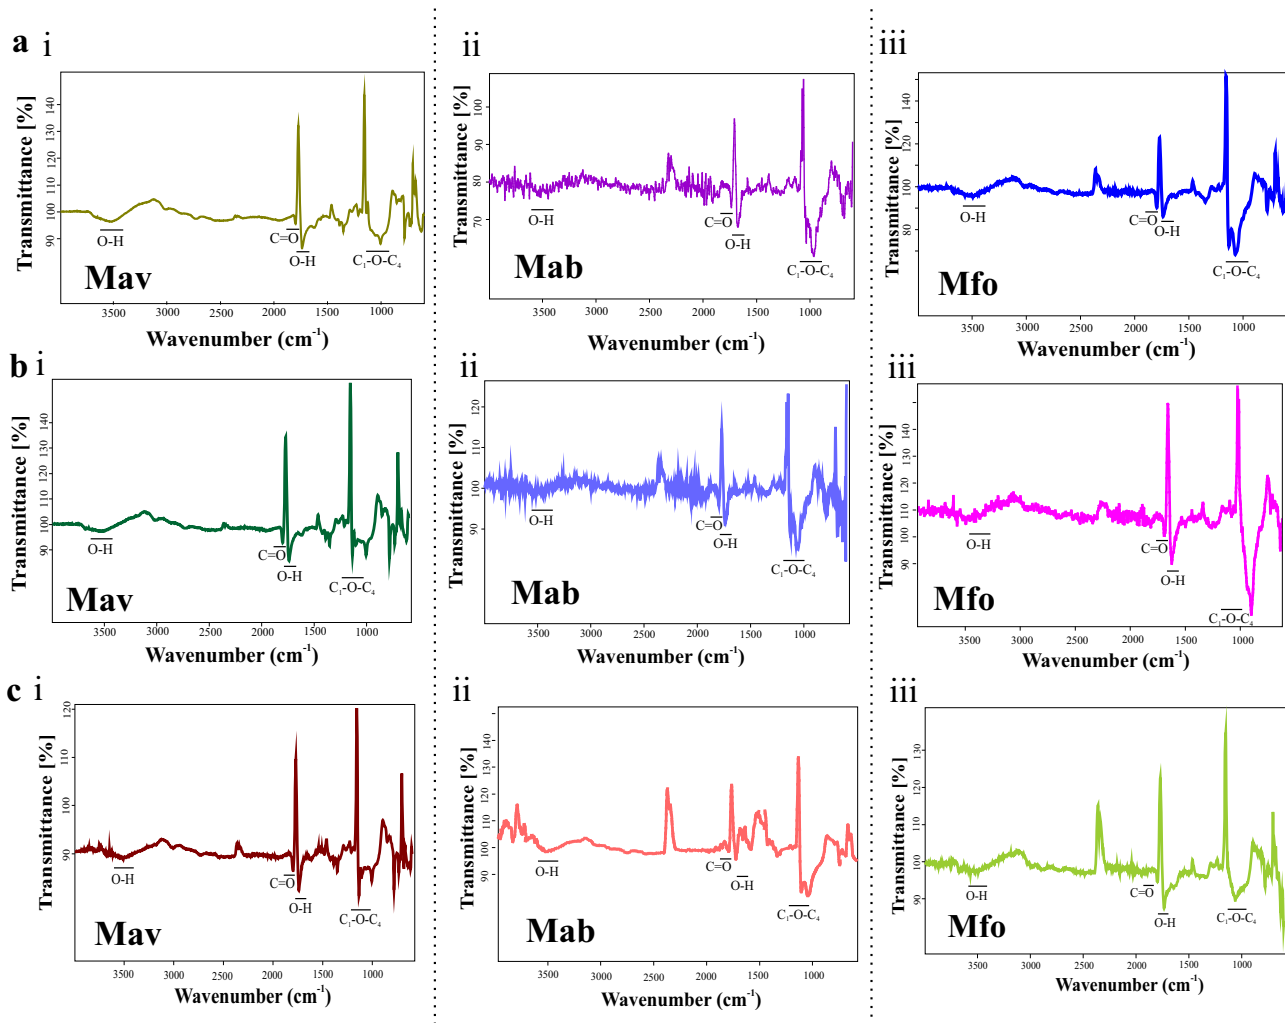 a i
Transmittance [%]
140
130
120
110
100
90
O-H
C=O
O-H
C₁-O-C₄
Mav
3500 3000 2500 2000 1500 1000
Wavenumber (cm⁻¹)
ii
Transmittance [%]
100
90
80
70
O-H
C=O
O-H
C₁-O-C₄
Mab
3500 3000 2500 2000 1500 1000
Wavenumber (cm⁻¹)
iii
Transmittance [%]
140
120
100
80
O-H
C=O
O-H
C₁-O-C₄
Mfo
3500 3000 2500 2000 1500 1000
Wavenumber (cm⁻¹)
b i
Transmittance [%]
140
130
120
110
100
90
O-H
C=O
O-H
C₁-O-C₄
Mav
3500 3000 2500 2000 1500 1000
Wavenumber (cm⁻¹)
ii
Transmittance [%]
120
110
100
90
O-H
C=O
O-H
C₁-O-C₄
Mab
3500 3000 2500 2000 1500 1000
Wavenumber (cm⁻¹)
iii
Transmittance [%]
140
130
120
110
100
90
O-H
C=O
O-H
C₁-O-C₄
Mfo
3500 3000 2500 2000 1500 1000
Wavenumber (cm⁻¹)
c i
Transmittance [%]
120
110
100
90
O-H
C=O
O-H
C₁-O-C₄
Mav
3500 3000 2500 2000 1500 1000
Wavenumber (cm⁻¹)
ii
Transmittance [%]
140
130
120
110
100
90
O-H
C=O
O-H
C₁-O-C₄
Mab
3500 3000 2500 2000 1500 1000
Wavenumber (cm⁻¹)
iii
Transmittance [%]
130
120
110
100
90
O-H
C=O
O-H
C₁-O-C₄
Mfo
3500 3000 2500 2000 1500 1000
Wavenumber (cm⁻¹)